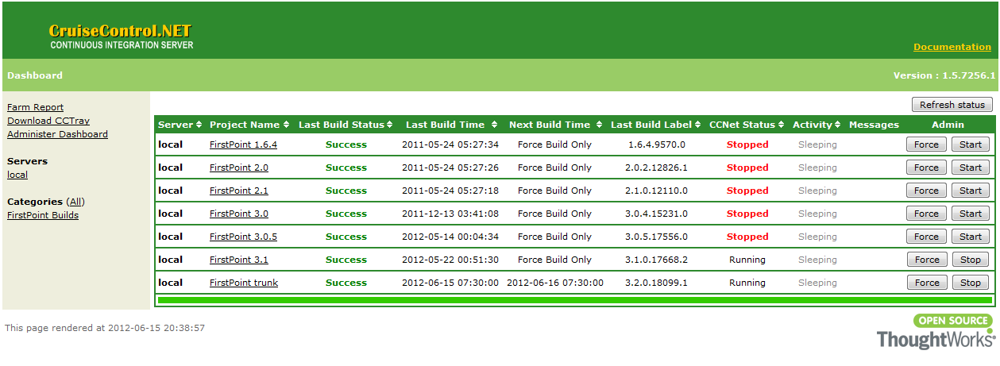 CruiseControl.NET
CONTINUOUS INTEGRATION SERVER
Documentation
Dashboard Version : 1.5.7256.1
Farm Report
Download CCTray
Administer Dashboard
Servers
local
Categories (All)
FirstPoint Builds
Refresh status
Server Project Name Last Build Status Last Build Time Next Build Time Last Build Label CCNet Status Activity Messages Admin
local FirstPoint 1.6.4 Success 2011-05-24 05:27:34 Force Build Only 1.6.4.9570.0 Stopped Sleeping Force Start
local FirstPoint 2.0 Success 2011-05-24 05:27:26 Force Build Only 2.0.2.12826.1 Stopped Sleeping Force Start
local FirstPoint 2.1 Success 2011-05-24 05:27:18 Force Build Only 2.1.0.12110.0 Stopped Sleeping Force Start
local FirstPoint 3.0 Success 2011-12-13 03:41:08 Force Build Only 3.0.4.15231.0 Stopped Sleeping Force Start
local FirstPoint 3.0.5 Success 2012-05-14 00:04:34 Force Build Only 3.0.5.17556.0 Stopped Sleeping Force Start
local FirstPoint 3.1 Success 2012-05-22 00:51:30 Force Build Only 3.1.0.17668.2 Running Sleeping Force Stop
local FirstPoint trunk Success 2012-06-15 07:30:00 2012-06-16 07:30:00 3.2.0.18099.1 Running Sleeping Force Stop
This page rendered at 2012-06-15 20:38:57
OPEN SOURCE
ThoughtWorks®